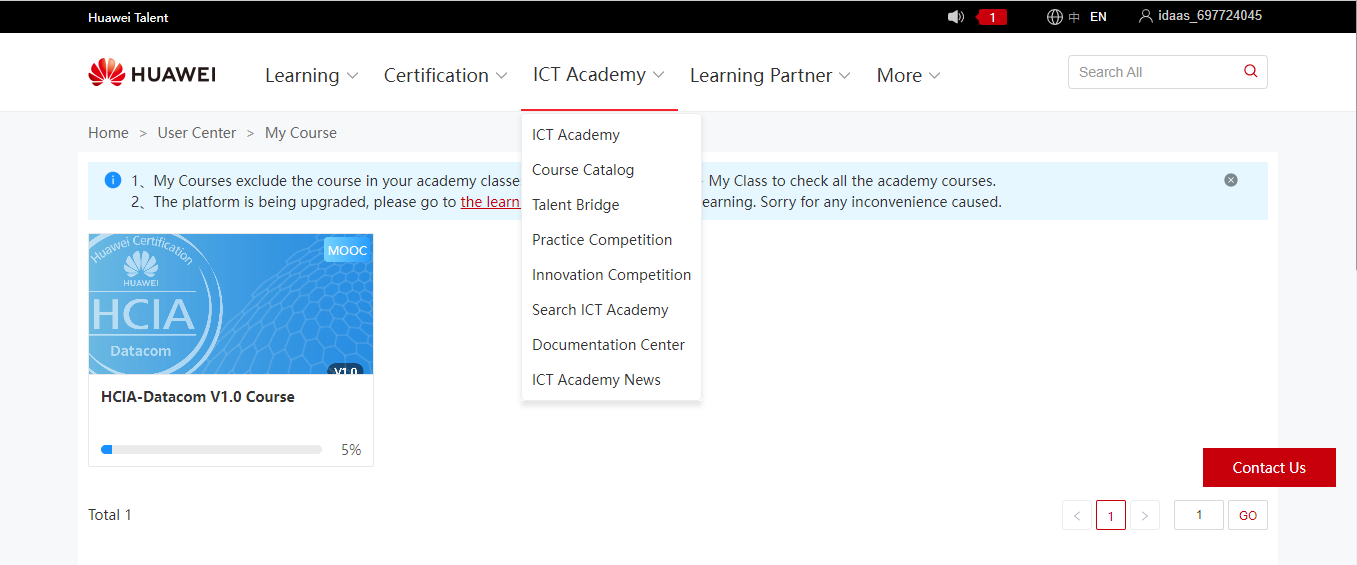 Huawei Talent
1
中 EN
idaas_697724045
HUAWEI
Learning
Certification
ICT Academy
Learning Partner
More
Search All
Home > User Center > My Course
ICT Academy
Course Catalog
Talent Bridge
Practice Competition
Innovation Competition
Search ICT Academy
Documentation Center
ICT Academy News
1、My Courses exclude the course in your academy classe
My Class to check all the academy courses.
2、The platform is being upgraded, please go to the learn
earning. Sorry for any inconvenience caused.
Huawei Certification
HUAWEI
HCIA
Datacom
MOOC
V1.0
HCIA-Datacom V1.0 Course
5%
Contact Us
Total 1
< 1 > 1 GO